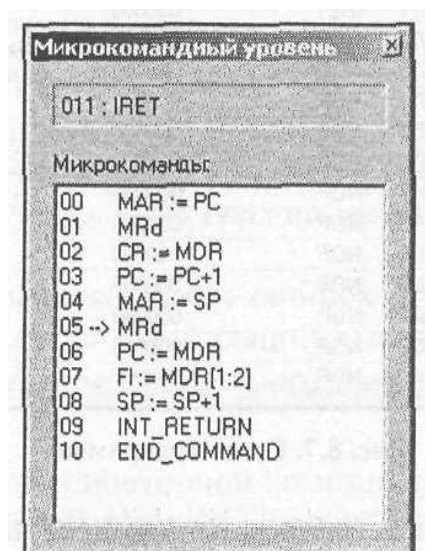 Микрокомандный уровень
011 : IRET
Микрокоманды:
00 MAR := PC
01 MRd
02 CR := MDR
03 PC := PC+1
04 MAR := SP
05 --> MRd
06 PC := MDR
07 FI := MDR[1:2]
08 SP := SP+1
09 INT_RETURN
10 END_COMMAND